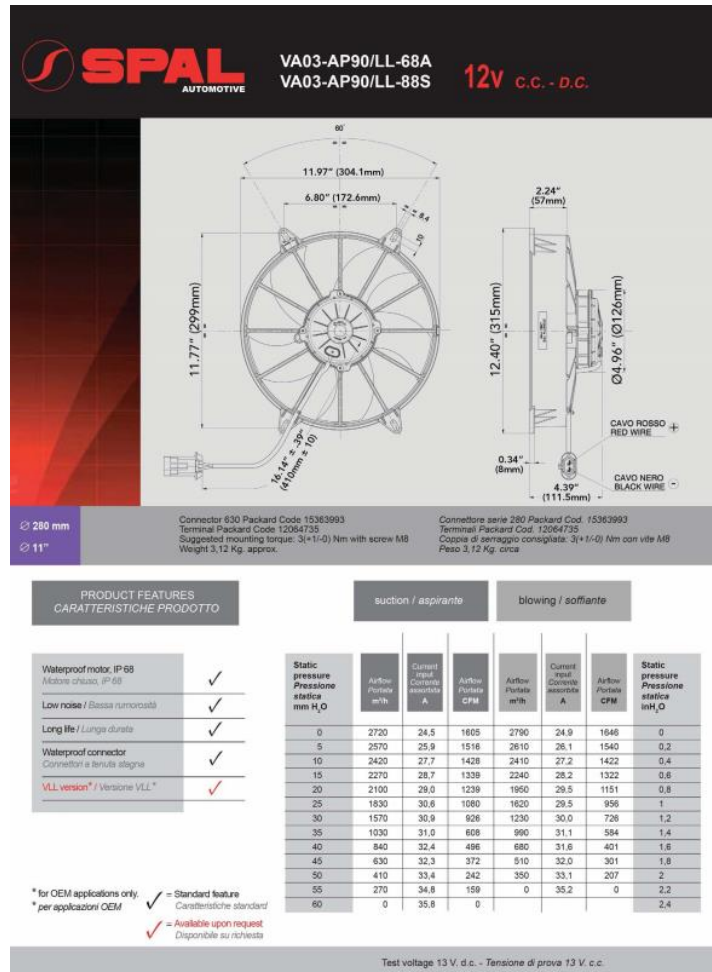 SPAL
AUTOMOTIVE
VA03-AP90/LL-68A
VA03-AP90/LL-88S
12V C.C. - D.C.
60°
11.97" (304.1mm)
6.80" (172.6mm)
8.4
20
11.77" (299mm)
16.14" ± .39"
(410mm ± 10)
2.24"
(57mm)
12.40" (315mm)
Ø4.96" (Ø126mm)
CAVO ROSSO
RED WIRE +
0.34"
(8mm)
CAVO NERO
BLACK WIRE -
4.39"
(111.5mm)
Ø 280 mm
Ø 11"
Connector 630 Packard Code 15363993
Terminal Packard Code 12064735
Suggested mounting torque: 3(+1/-0) Nm with screw M8
Weight 3,12 Kg. approx.
Connettore serie 280 Packard Cod. 15363993
Terminali Packard Cod. 12064735
Coppia di serraggio consigliata: 3(+1/-0) Nm con vite M8
Peso 3,12 Kg. circa
PRODUCT FEATURES
CARATTERISTICHE PRODOTTO
Waterproof motor, IP 68
Motore chiuso, IP 68
Low noise / Bassa rumorosità
Long life / Lunga durata
Waterproof connector
Connettori a tenuta stagna
VLL version* / Versione VLL*
* for OEM applications only.
* per applicazioni OEM
= Standard feature
Caratteristiche standard
= Available upon request
Disponibile su richiesta
suction / aspirante blowing / soffiante
Static pressure Pressione statica mm H2O Airflow Portata m³/h Current input Corrente assorbita A Airflow Portata CFM Airflow Portata m³/h Current input Corrente assorbita A Airflow Portata CFM Static pressure Pressione statica inH2O
0 2720 24,5 1605 2790 24,9 1646 0
5 2570 25,9 1516 2610 26,1 1540 0,2
10 2420 27,7 1428 2410 27,2 1422 0,4
15 2270 28,7 1339 2240 28,2 1322 0,6
20 2100 29,0 1239 1950 29,5 1151 0,8
25 1830 30,6 1080 1620 29,5 956 1
30 1570 30,9 926 1230 30,0 726 1,2
35 1030 31,0 608 990 31,1 584 1,4
40 840 32,4 496 680 31,6 401 1,6
45 630 32,3 372 510 32,0 301 1,8
50 410 33,4 242 350 33,1 207 2
55 270 34,8 159 0 35,2 0 2,2
60 0 35,8 0 2,4
Test voltage 13 V. d.c. - Tensione di prova 13 V. c.c.